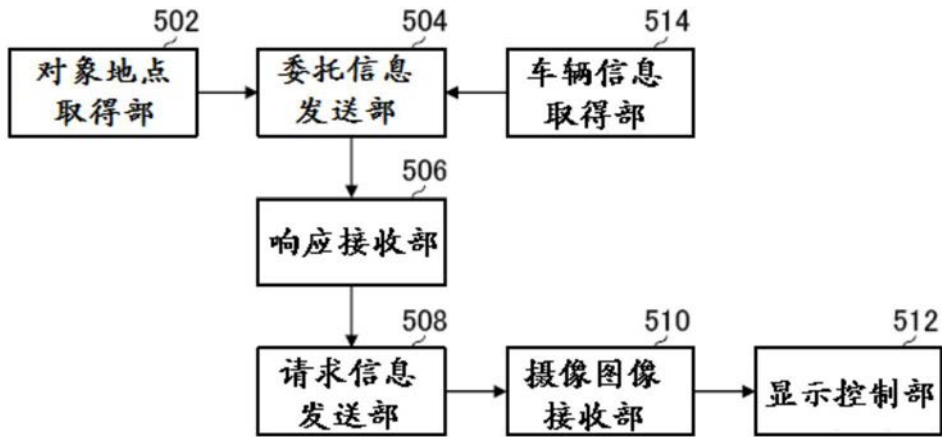 502
对象地点
取得部
504
委托信息
发送部
514
车辆信息
取得部
506
响应接收部
508
请求信息
发送部
510
摄像图像
接收部
512
显示控制部